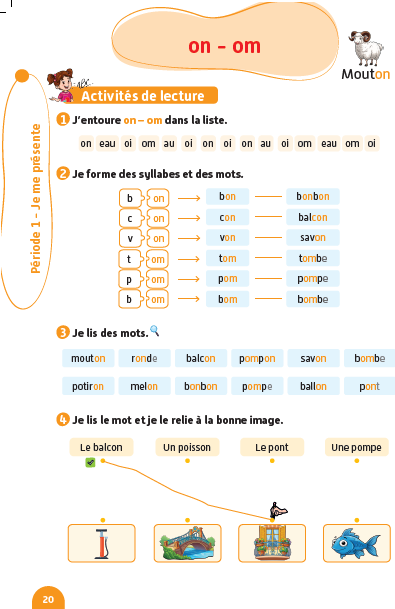 on - om
Mouton
ABC
Activités de lecture
Période 1 - Je me présente
1 J'entoure on – om dans la liste.
on eau oi om au oi on oi on au oi om eau om oi
2 Je forme des syllabes et des mots.
b on bon bonbon
c on con balcon
v on von savon
t om tom tombe
p om pom pompe
b om bom bombe
3 Je lis des mots.
mouton ronde balcon pompon savon bombe
potiron melon bonbon pompe ballon pont
4 Je lis le mot et je le relie à la bonne image.
Le balcon Un poisson Le pont Une pompe
20